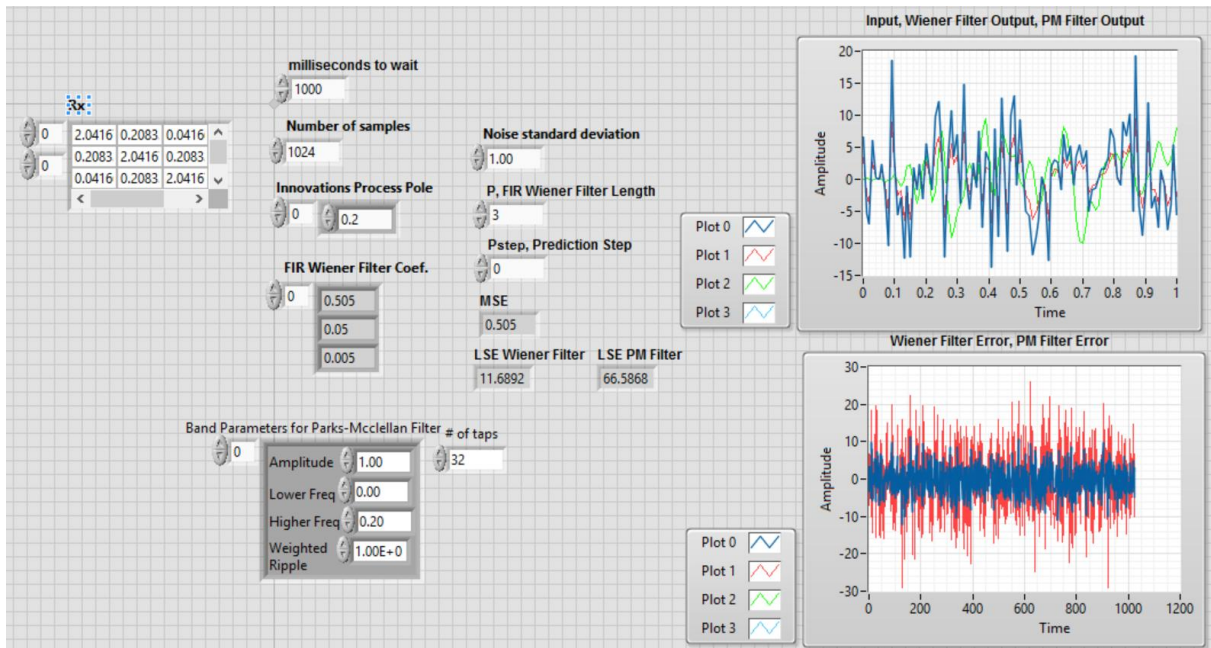 milliseconds to wait
1000
Rx
0
0
2.0416 0.2083 0.0416
0.2083 2.0416 0.2083
0.0416 0.2083 2.0416
Number of samples
1024
Innovations Process Pole
0
0.2
FIR Wiener Filter Coef.
0
0.505
0.05
0.005
Noise standard deviation
1.00
P, FIR Wiener Filter Length
3
Pstep, Prediction Step
0
MSE
0.505
LSE Wiener Filter LSE PM Filter
11.6892 66.5868
Band Parameters for Parks-Mcclellan Filter # of taps
0
32
Amplitude 1.00
Lower Freq 0.00
Higher Freq 0.20
Weighted
Ripple
1.00E+0
Input, Wiener Filter Output, PM Filter Output
Plot 0
Plot 1
Plot 2
Plot 3
Amplitude
20
15
10
5
0
-5
-10
-15
0 0.1 0.2 0.3 0.4 0.5 0.6 0.7 0.8 0.9 1
Time
Wiener Filter Error, PM Filter Error
Plot 0
Plot 1
Plot 2
Plot 3
Amplitude
30
20
10
0
-10
-20
-30
0 200 400 600 800 1000 1200
Time